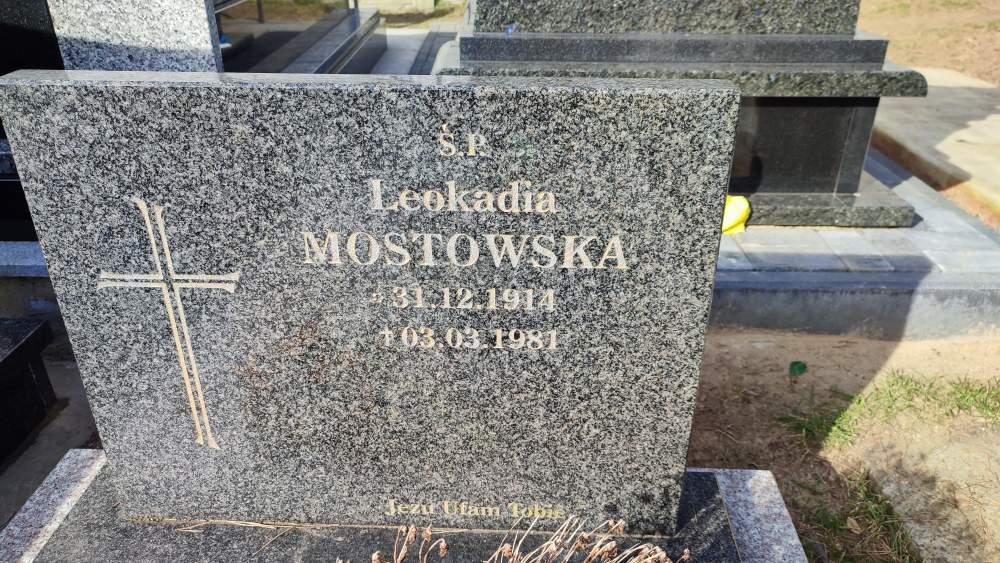 Ś.P.
Leokadia
MOSTOWSKA
* 31.12.1914
✝ 03.03.1981
Jezu Ufam Tobie